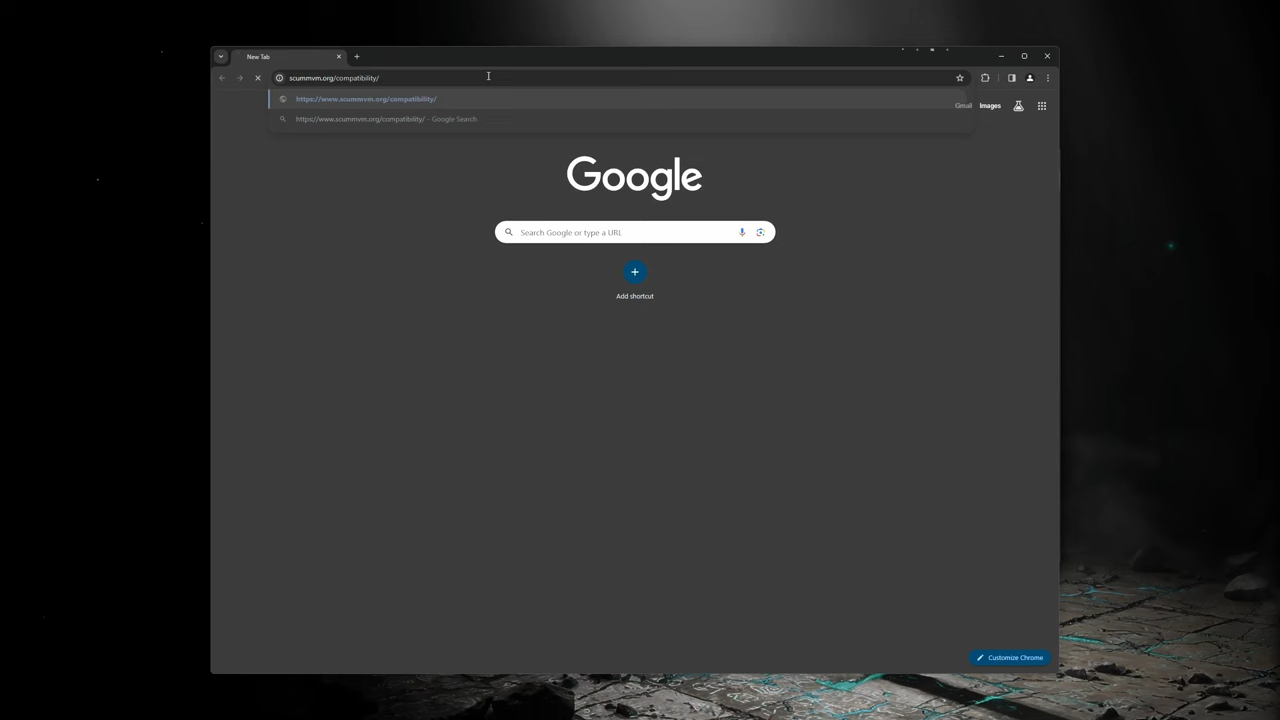 New Tab
scummvm.org/compatibility/
https://www.scummvm.org/compatibility/
https://www.scummvm.org/compatibility/ - Google Search
Gmail Images
Google
Search Google or type a URL
Add shortcut
Customize Chrome